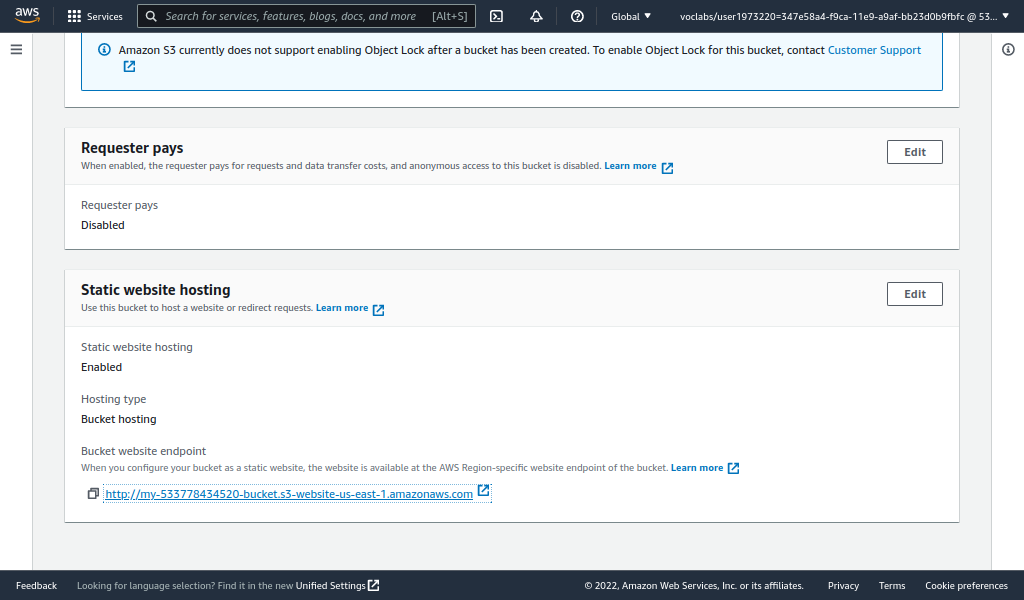 aws
Services
Search for services, features, blogs, docs, and more
[Alt+S]
Global
voclabs/user1973220=347e58a4-f9ca-11e9-a9af-bb23d0b9fbfc @ 53...
Amazon S3 currently does not support enabling Object Lock after a bucket has been created. To enable Object Lock for this bucket, contact Customer Support
Requester pays
Edit
When enabled, the requester pays for requests and data transfer costs, and anonymous access to this bucket is disabled. Learn more
Requester pays
Disabled
Static website hosting
Edit
Use this bucket to host a website or redirect requests. Learn more
Static website hosting
Enabled
Hosting type
Bucket hosting
Bucket website endpoint
When you configure your bucket as a static website, the website is available at the AWS Region-specific website endpoint of the bucket. Learn more
http://my-533778434520-bucket.s3-website-us-east-1.amazonaws.com
Feedback
Looking for language selection? Find it in the new Unified Settings
© 2022, Amazon Web Services, Inc. or its affiliates.
Privacy
Terms
Cookie preferences